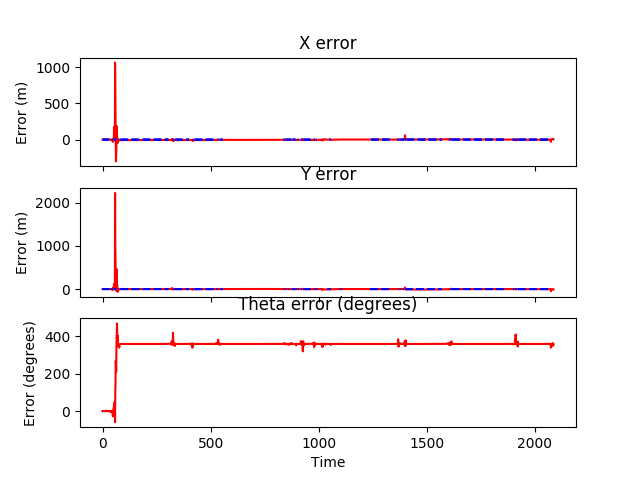 X error
1000
500
0
Error (m)
Y error
2000
1000
0
Error (m)
Theta error (degrees)
400
200
0
Error (degrees)
0 500 1000 1500 2000
Time